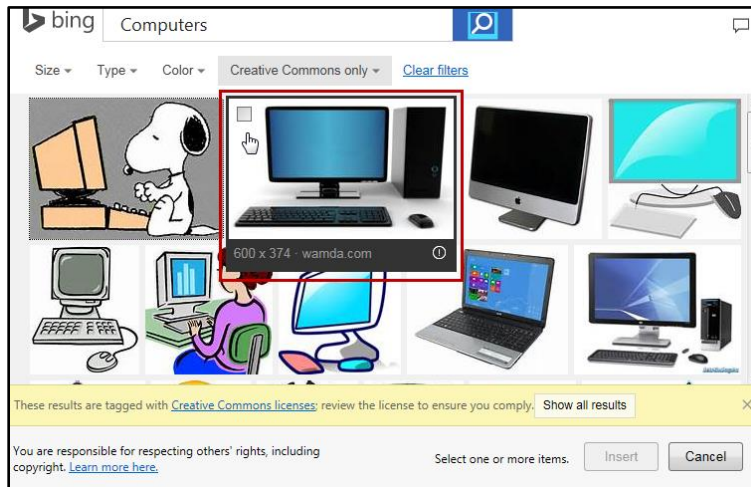 bing Computers
Size Type Color Creative Commons only Clear filters
600 x 374 · wamda.com
These results are tagged with Creative Commons licenses; review the license to ensure you comply. Show all results
You are responsible for respecting others' rights, including
copyright. Learn more here.
Select one or more items. Insert Cancel